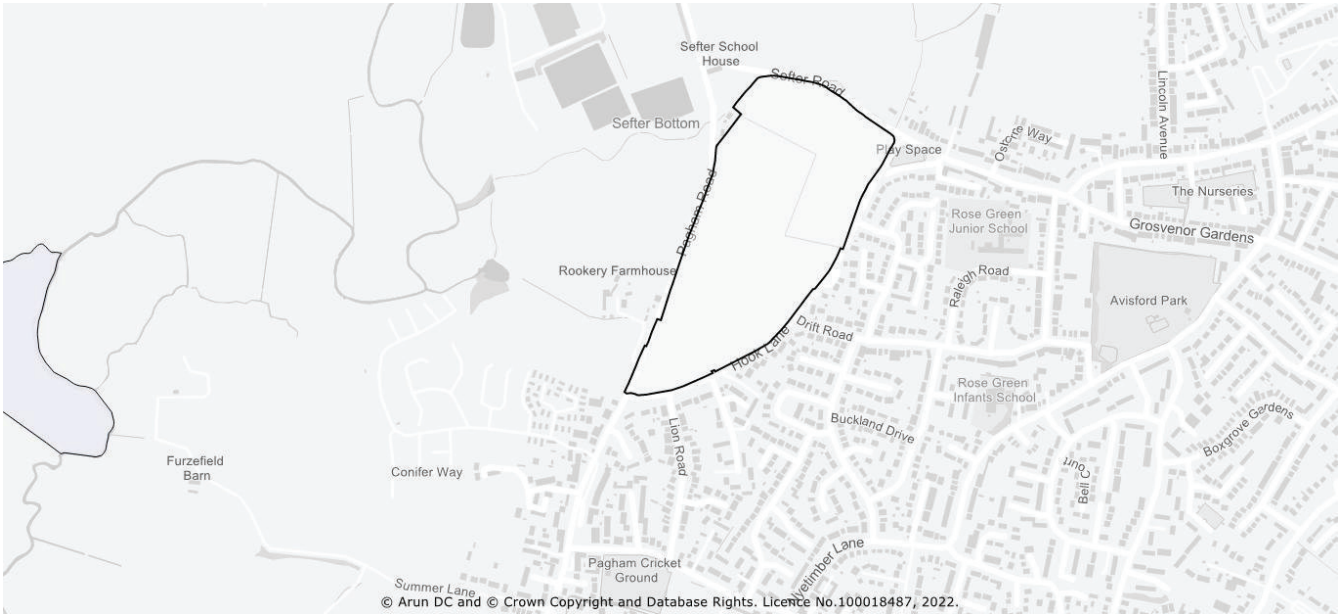 Sefter School
House
Sefter Road
Sefter Bottom
Lincoln Avenue
Play Space
Ostome Way
The Nurseries
Rose Green
Junior School
Grosvenor Gardens
Pagham Road
Rookery Farmhouse
Raleigh Road
Avisford Park
Drift Road
Hook Lane
Rose Green
Infants School
Buckland Drive
Boxgrove Gardens
Lion Road
Furzefield
Barn
Conifer Way
Bell Court
Nyetimber Lane
Pagham Cricket
Ground
Summer Lane
© Arun DC and © Crown Copyright and Database Rights. Licence No.100018487, 2022.